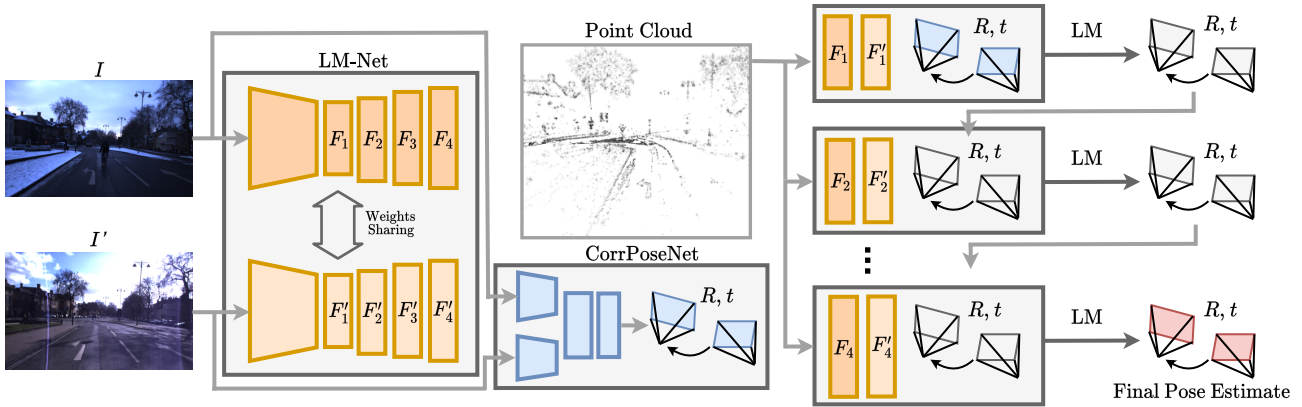 I
I′
LM-Net
F₁ F₂ F₃ F₄
Weights
Sharing
F′₁ F′₂ F′₃ F′₄
Point Cloud
CorrPoseNet
R, t
F₁ F′₁
R, t
LM
R, t
F₂ F′₂
R, t
LM
R, t
F₄ F′₄
R, t
LM
R, t
Final Pose Estimate